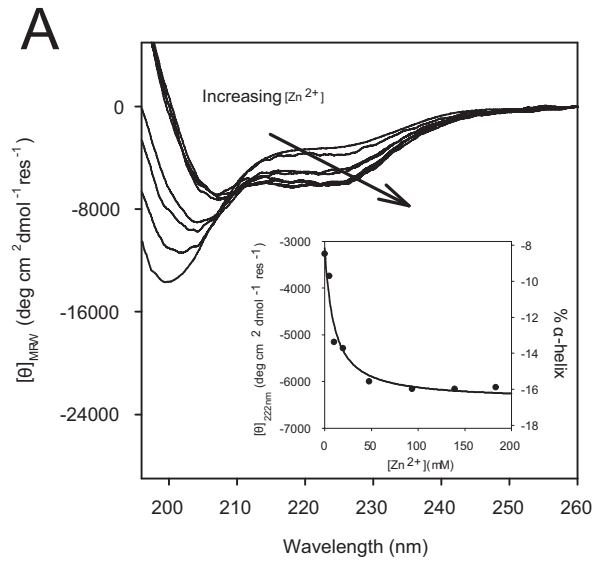 A
Increasing [Zn 2+]
[θ]MRW (deg cm 2 dmol -1 res -1)
0
-8000
-16000
-24000
200 210 220 230 240 250 260
Wavelength (nm)
[θ]222nm (deg cm 2 dmol -1 res -1)
-3000
-4000
-5000
-6000
-7000
0 50 100 150 200
[Zn 2+](mM)
-8
-10
-12
-14
-16
-18
% α-helix